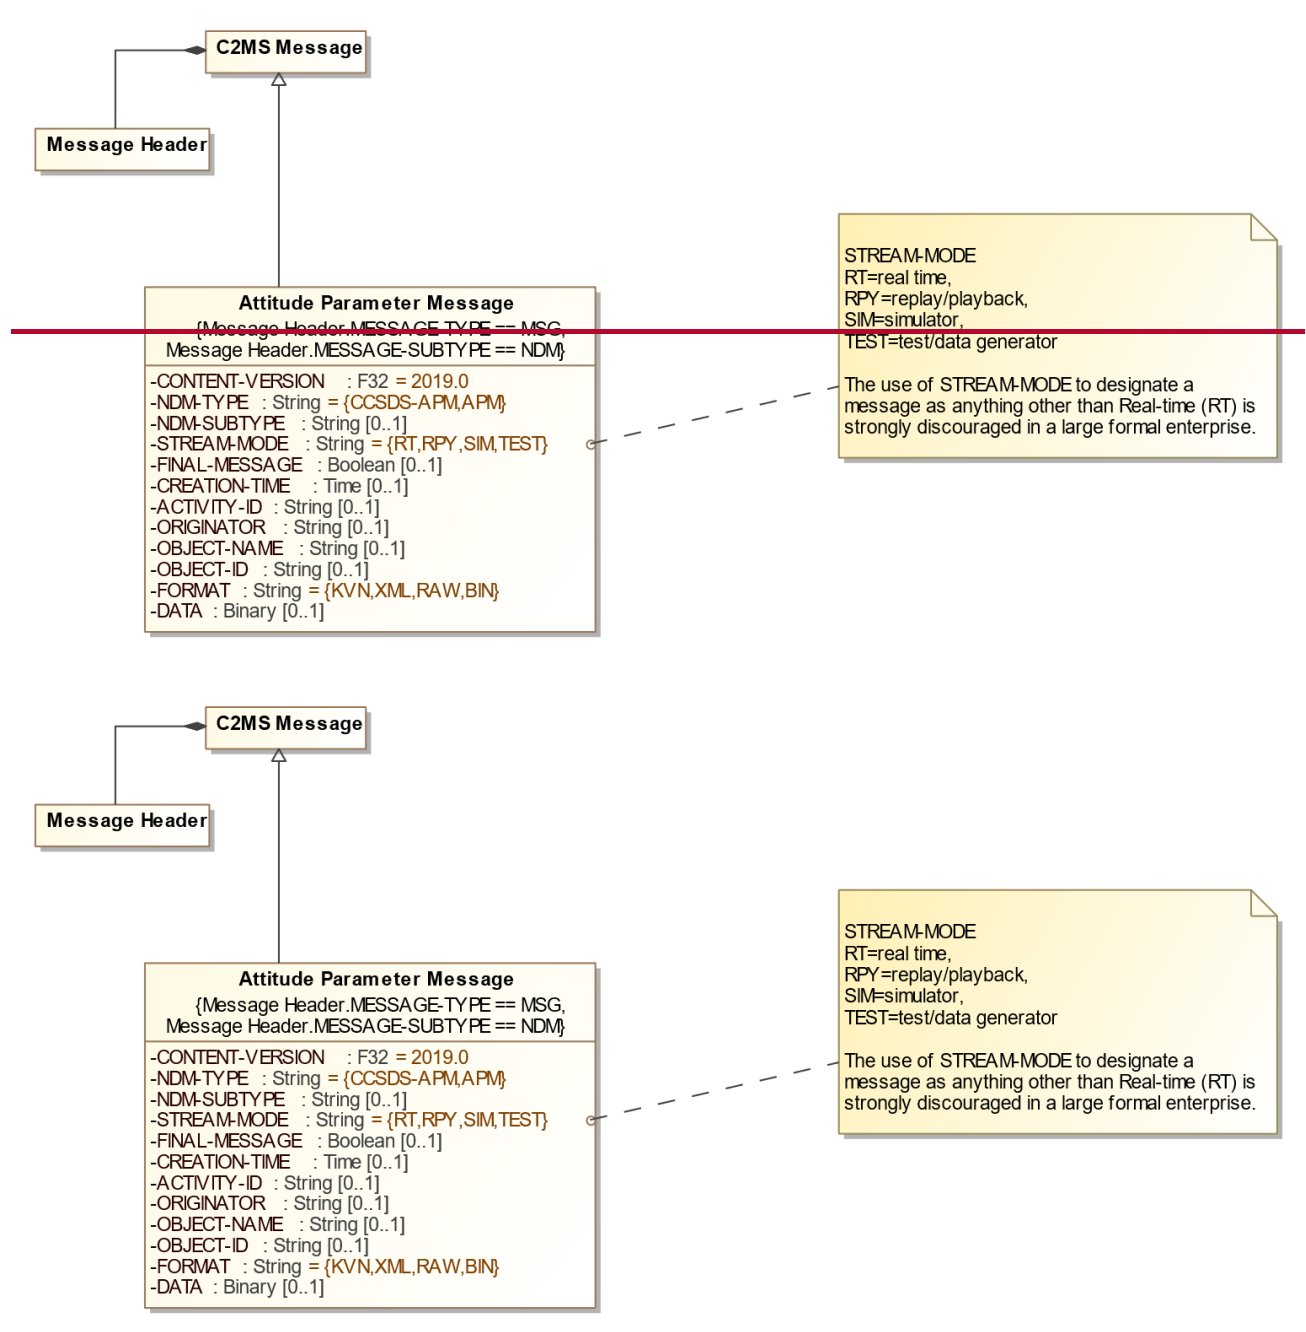 C2MS Message
Message Header
Attitude Parameter Message
{Message Header.MESSAGE-TYPE == MSG,
Message Header.MESSAGE-SUBTYPE == NDM}
-CONTENT-VERSION : F32 = 2019.0
-NDM-TYPE : String = {CCSDS-APM,APM}
-NDM-SUBTYPE : String [0..1]
-STREAM-MODE : String = {RT,RPY,SIM,TEST}
-FINAL-MESSAGE : Boolean [0..1]
-CREATION-TIME : Time [0..1]
-ACTIVITY-ID : String [0..1]
-ORIGINATOR : String [0..1]
-OBJECT-NAME : String [0..1]
-OBJECT-ID : String [0..1]
-FORMAT : String = {KVN,XML,RAW,BIN}
-DATA : Binary [0..1]
STREAM-MODE
RT=real time,
RPY=replay/playback,
SIM=simulator,
TEST=test/data generator
The use of STREAM-MODE to designate a
message as anything other than Real-time (RT) is
strongly discouraged in a large formal enterprise.
C2MS Message
Message Header
Attitude Parameter Message
{Message Header.MESSAGE-TYPE == MSG,
Message Header.MESSAGE-SUBTYPE == NDM}
-CONTENT-VERSION : F32 = 2019.0
-NDM-TYPE : String = {CCSDS-APM,APM}
-NDM-SUBTYPE : String [0..1]
-STREAM-MODE : String = {RT,RPY,SIM,TEST}
-FINAL-MESSAGE : Boolean [0..1]
-CREATION-TIME : Time [0..1]
-ACTIVITY-ID : String [0..1]
-ORIGINATOR : String [0..1]
-OBJECT-NAME : String [0..1]
-OBJECT-ID : String [0..1]
-FORMAT : String = {KVN,XML,RAW,BIN}
-DATA : Binary [0..1]
STREAM-MODE
RT=real time,
RPY=replay/playback,
SIM=simulator,
TEST=test/data generator
The use of STREAM-MODE to designate a
message as anything other than Real-time (RT) is
strongly discouraged in a large formal enterprise.